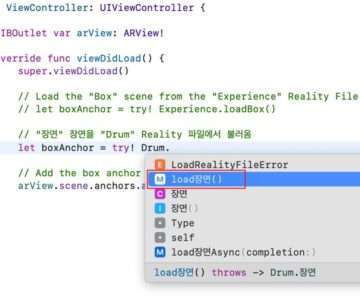 ViewController: UIViewController {
IBOutlet var arView: ARView!
verride func viewDidLoad() {
super.viewDidLoad()
// Load the "Box" scene from the "Experience" Reality File
// let boxAnchor = try! Experience.loadBox()
// "장면" 장면을 "Drum" Reality 파일에서 불러옴
let boxAnchor = try! Drum.
E LoadRealityFileError
// Add the box anchor M load장면()
arView.scene.anchors.a C 장면
I 장면()
Type
self
M load장면Async(completion:)
load장면() throws -> Drum.장면